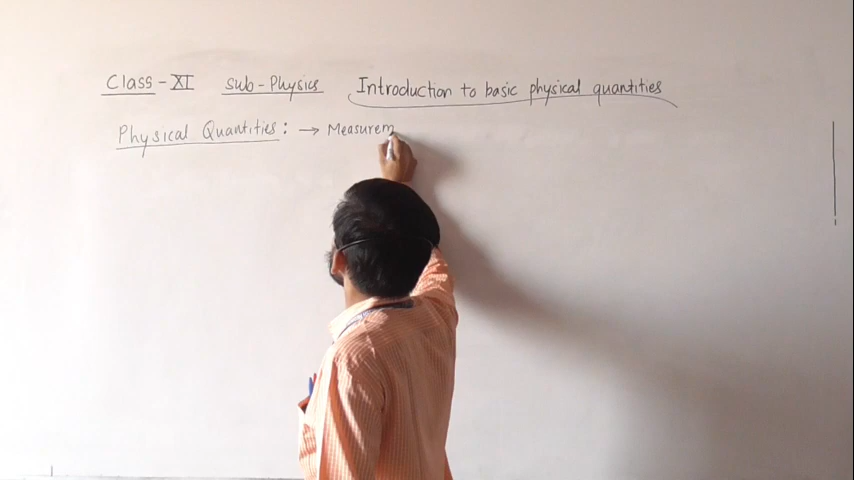 Class-XI sub-Physics Introduction to basic physical quantities
Physical Quantities: → Measurem